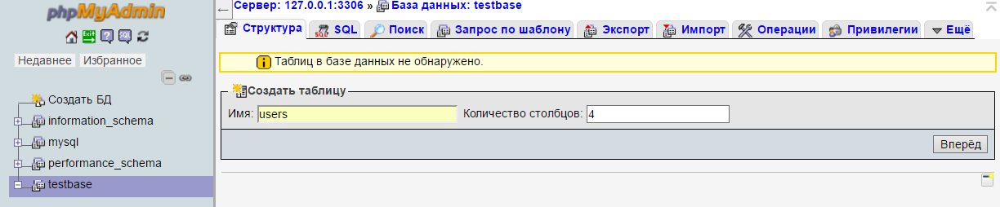 phpMyAdmin
Недавнее Избранное
Создать БД
information_schema
mysql
performance_schema
testbase
Сервер: 127.0.0.1:3306 » База данных: testbase
Структура SQL Поиск Запрос по шаблону Экспорт Импорт Операции Привилегии Ещё
Таблиц в базе данных не обнаружено.
Создать таблицу
Имя: users Количество столбцов: 4
Вперёд